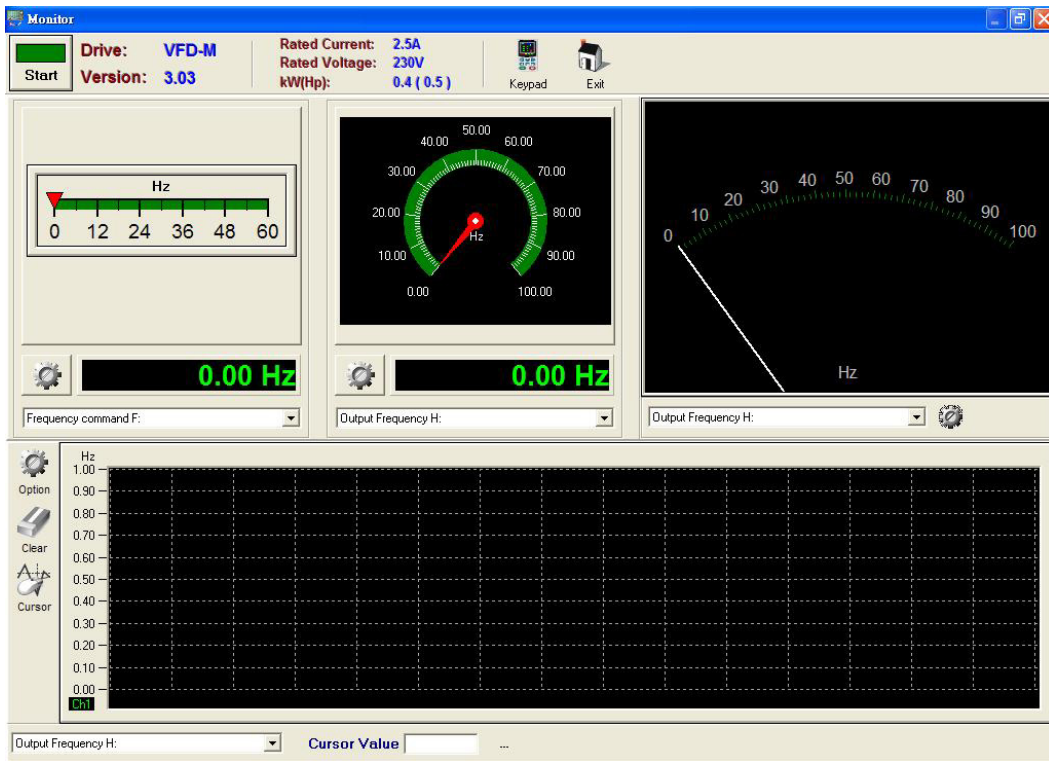 Monitor
Start
Drive: VFD-M
Version: 3.03
Rated Current: 2.5A
Rated Voltage: 230V
kW(Hp): 0.4 ( 0.5 )
Keypad
Exit
Hz
0 12 24 36 48 60
0.00 Hz
Frequency command F:
0.00
10.00
20.00
30.00
40.00
50.00
60.00
70.00
80.00
90.00
100.00
Hz
0.00 Hz
Output Frequency H:
0 10 20 30 40 50 60 70 80 90 100
Hz
Output Frequency H:
Option
Clear
Cursor
Hz
1.00
0.90
0.80
0.70
0.60
0.50
0.40
0.30
0.20
0.10
0.00
Ch1
Output Frequency H:
Cursor Value
...